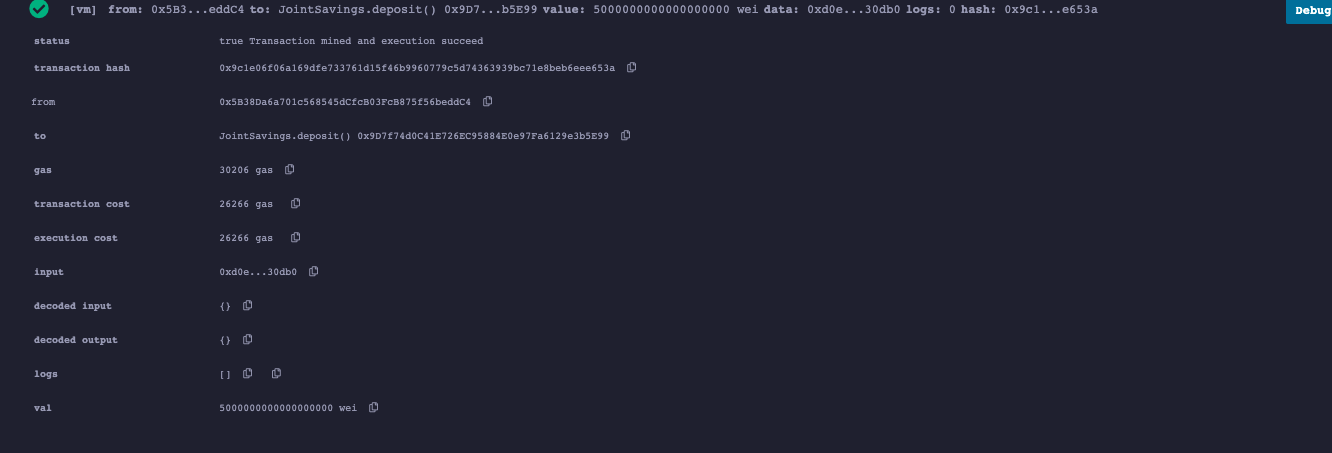 [vm] from: 0x5B3...eddC4 to: JointSavings.deposit() 0x9D7...b5E99 value: 5000000000000000000 wei data: 0xd0e...30db0 logs: 0 hash: 0x9c1...e653a Debug
status true Transaction mined and execution succeed
transaction hash 0x9c1e06f06a169dfe733761d15f46b9960779c5d74363939bc71e8beb6eee653a
from 0x5B38Da6a701c568545dCfcB03FcB875f56beddC4
to JointSavings.deposit() 0x9D7f74d0C41E726EC95884E0e97Fa6129e3b5E99
gas 30206 gas
transaction cost 26266 gas
execution cost 26266 gas
input 0xd0e...30db0
decoded input {}
decoded output {}
logs []
val 5000000000000000000 wei